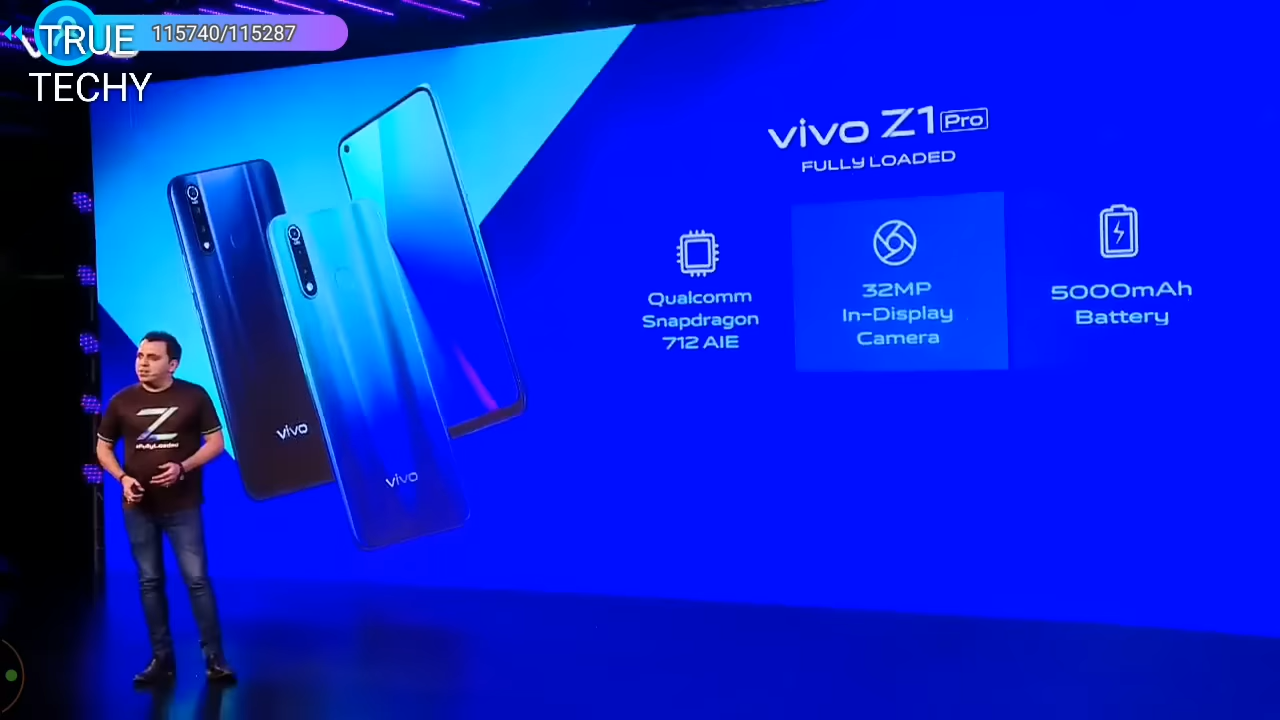 TRUE
TECHY
115740/115287
vivo Z1 Pro
FULLY LOADED
Qualcomm
Snapdragon
712 AIE
32MP
In-Display
Camera
5000mAh
Battery
vivo
vivo
Z
#FullyLoaded